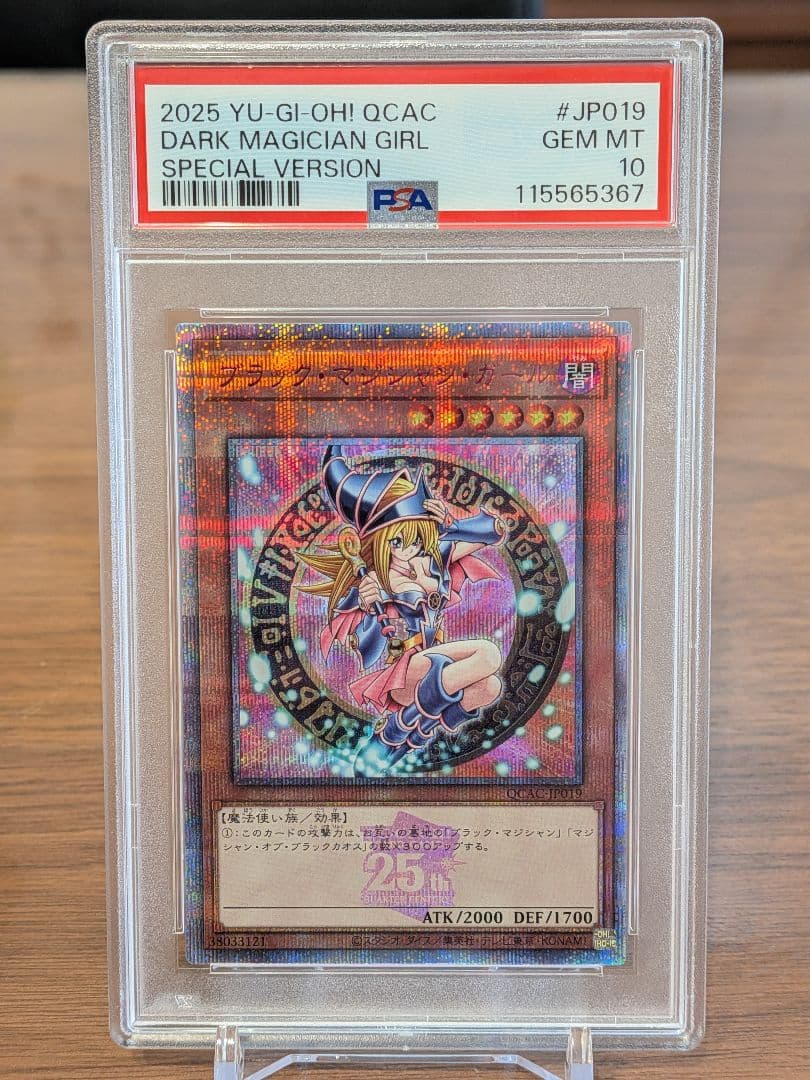 2025 YU-GI-OH! QCAC #JP019
DARK MAGICIAN GIRL GEM MT
SPECIAL VERSION 10
PSA 115565367
ブラック・マジシャン・ガール 闇
QCAC-JP019
【魔法使い族／効果】
①：このカードの攻撃力は、お互いの墓地の「ブラック・マジシャン」「マジ
シャン・オブ・ブラックカオス」の数×300アップする。
25th
QUARTER CENTURY
ATK/2000 DEF/1700
38033121 ©スタジオ・ダイス／集英社・テレビ東京・KONAMI